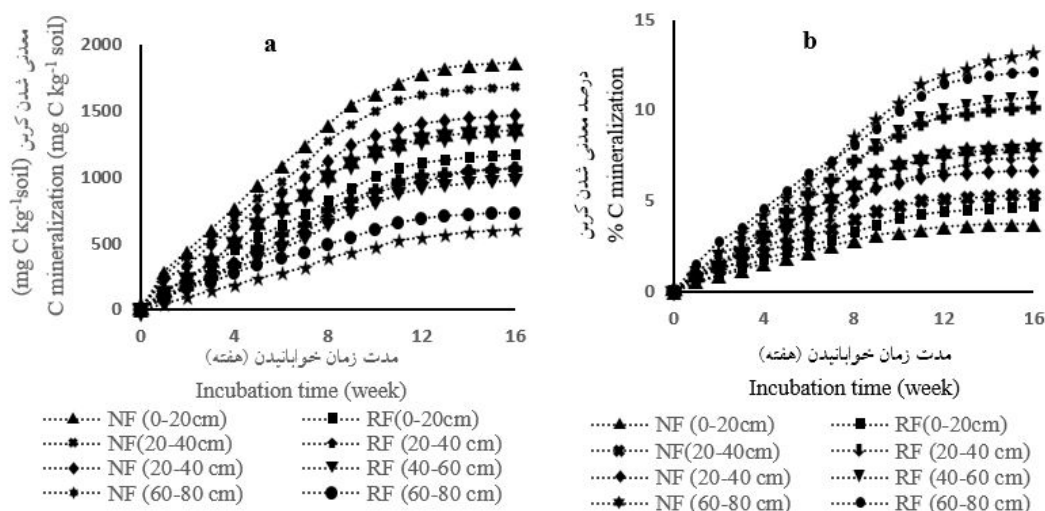 a
معدنی شدن کربن (mg C kg-1soil)
C mineralization (mg C kg-1 soil)
2000
1500
1000
500
0
0 4 8 12 16
مدت زمان خوابانیدن (هفته)
Incubation time (week)
NF (0-20cm) RF(0-20cm)
NF(20-40cm) RF (20-40 cm)
NF (20-40 cm) RF (40-60 cm)
NF (60-80 cm) RF (60-80 cm)
b
درصد معدنی شدن کربن
% C mineralization
15
10
5
0
0 4 8 12 16
مدت زمان خوابانیدن (هفته)
Incubation time (week)
NF (0-20cm) RF(0-20cm)
NF(20-40cm) RF (20-40 cm)
NF (20-40 cm) RF (40-60 cm)
NF (60-80 cm) RF (60-80 cm)